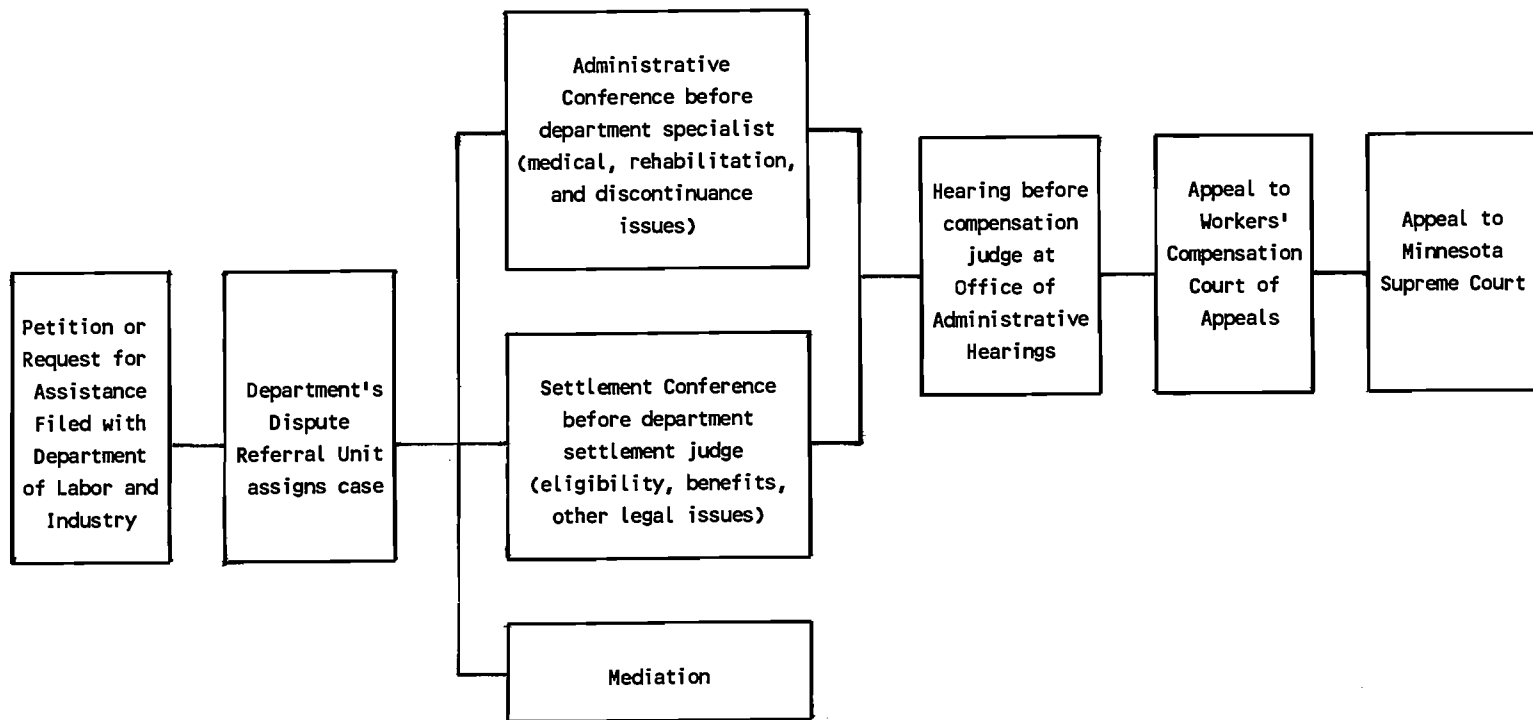 Petition or
Request for
Assistance
Filed with
Department
of Labor and
Industry
Department's
Dispute
Referral Unit
assigns case
Administrative
Conference before
department specialist
(medical, rehabilitation,
and discontinuance
issues)
Settlement Conference
before department
settlement judge
(eligibility, benefits,
other legal issues)
Mediation
Hearing before
compensation
judge at
Office of
Administrative
Hearings
Appeal to
Workers'
Compensation
Court of
Appeals
Appeal to
Minnesota
Supreme Court